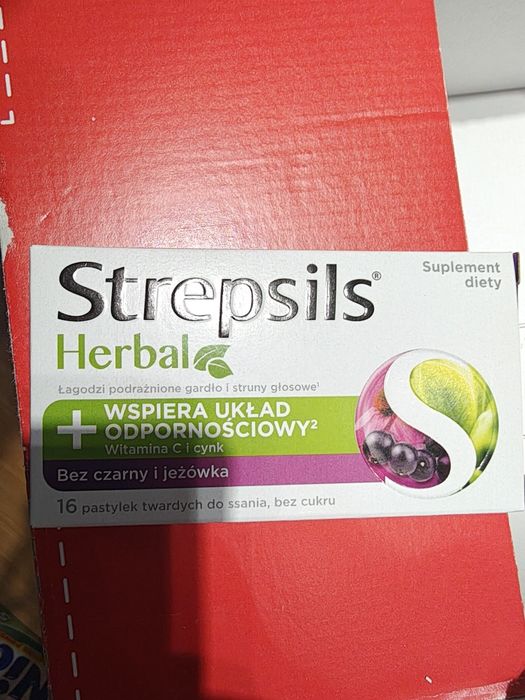 Strepsils®
Suplement
diety
Herbal
Łagodzi podrażnione gardło i struny głosowe¹
+ WSPIERA UKŁAD
ODPORNOŚCIOWY²
Witamina C i cynk
Bez czarny i jeżówka
16 pastylek twardych do ssania, bez cukru